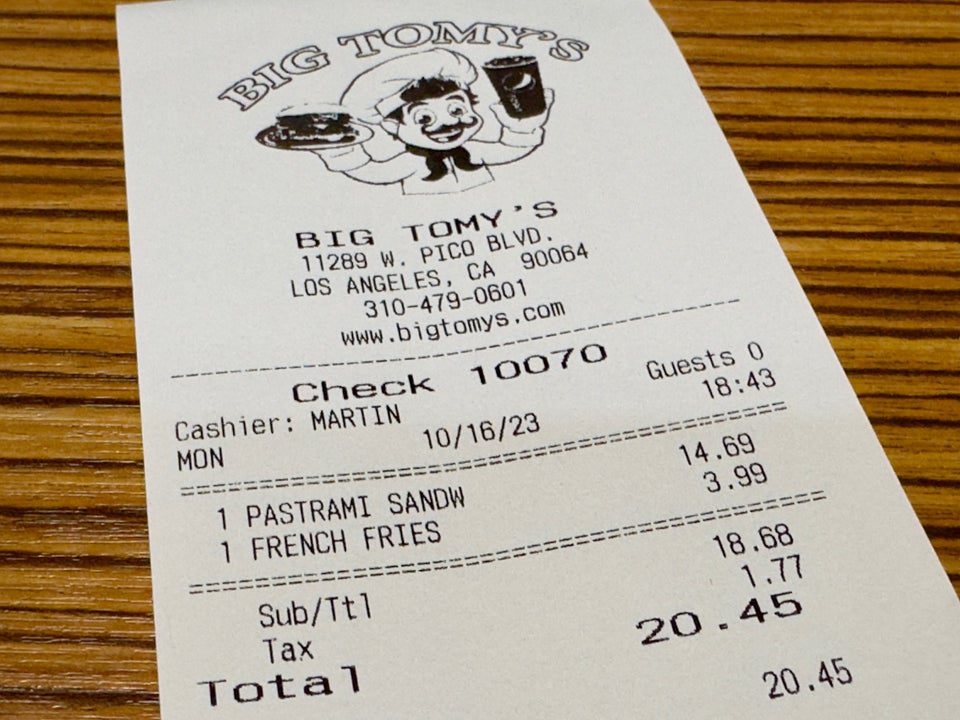 BIG TOMY'S
BIG TOMY'S
11289 W. PICO BLVD.
LOS ANGELES, CA 90064
310-479-0601
www.bigtomys.com
Check 10070
Cashier: MARTIN Guests 0
MON 10/16/23 18:43
1 PASTRAMI SANDW 14.69
1 FRENCH FRIES 3.99
Sub/Ttl 18.68
Tax 1.77
Total 20.45
20.45